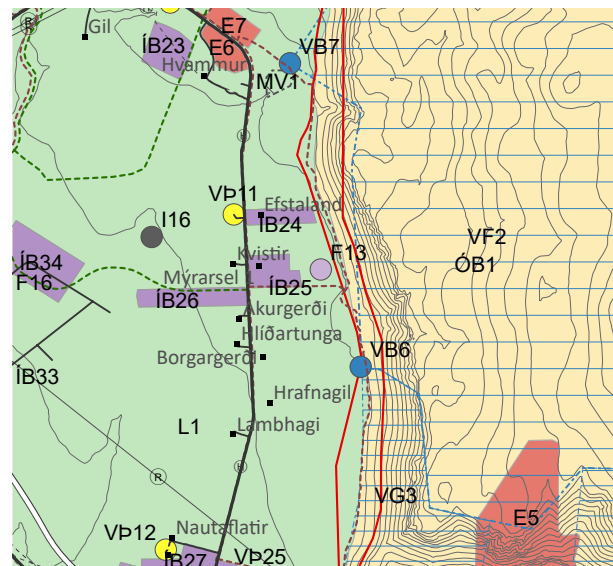 Gil
E7
ÍB23
E6
VB7
Hvammur
MV1
H
VÞ11
Efstaland
ÍB24
I16
VF2
Kvistir
F13
ÍB34
ÓB1
F16
Mýrarsel
ÍB25
ÍB26
Akurgerði
Hlíðartunga
VB6
Borgargerði
ÍB33
Hrafnagil
L1
Lambhagi
H
R
VG3
E5
VÞ12
Nautaflatir
ÍB27
VÞ25
R